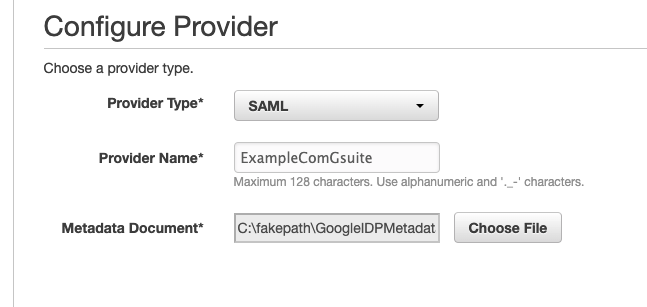 Configure Provider
Choose a provider type.
Provider Type* SAML
Provider Name* ExampleComGsuite
Maximum 128 characters. Use alphanumeric and '._-' characters.
Metadata Document* C:\fakepath\GoogleIDPMetadat Choose File